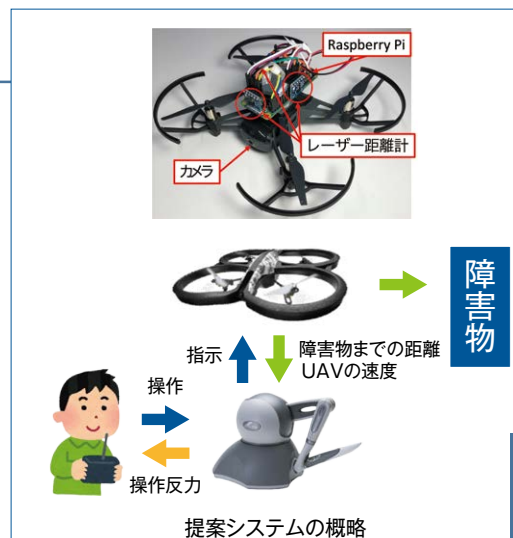 Raspberry Pi
レーザー距離計
カメラ
障害物
指示
障害物までの距離
UAVの速度
操作
操作反力
提案システムの概略